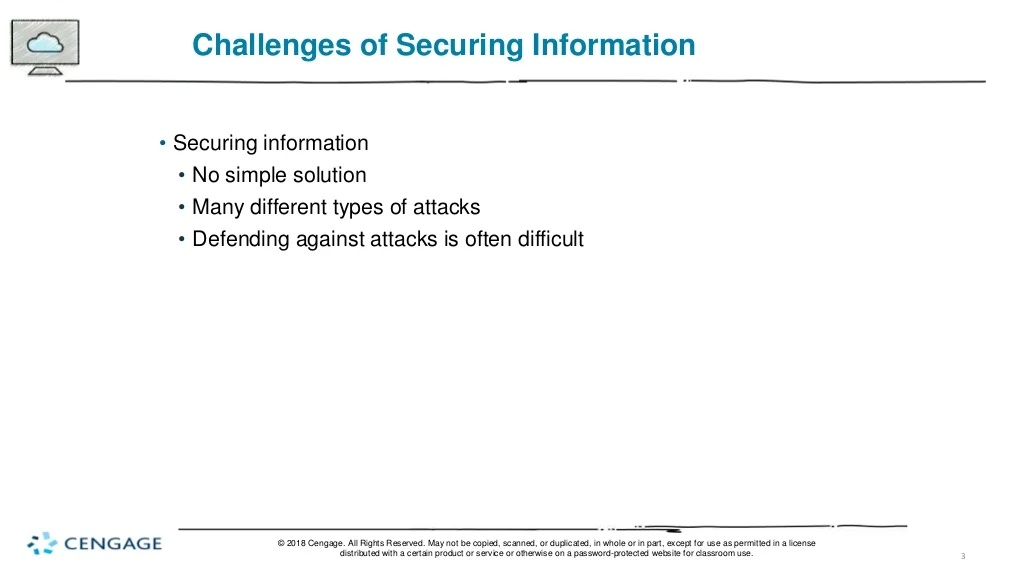 Challenges of Securing Information
• Securing information
• No simple solution
• Many different types of attacks
• Defending against attacks is often difficult
CENGAGE
© 2018 Cengage. All Rights Reserved. May not be copied, scanned, or duplicated, in whole or in part, except for use as permitted in a license
distributed with a certain product or service or otherwise on a password-protected website for classroom use.
3